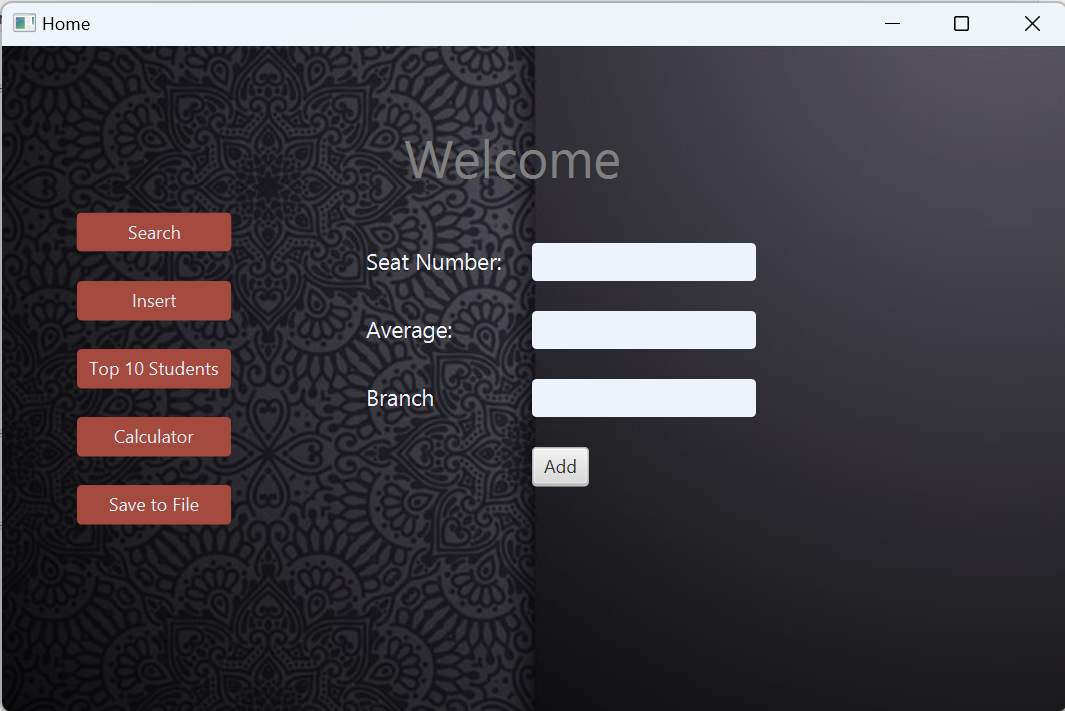 Home
Welcome
Search
Insert
Top 10 Students
Calculator
Save to File
Seat Number:
Average:
Branch
Add